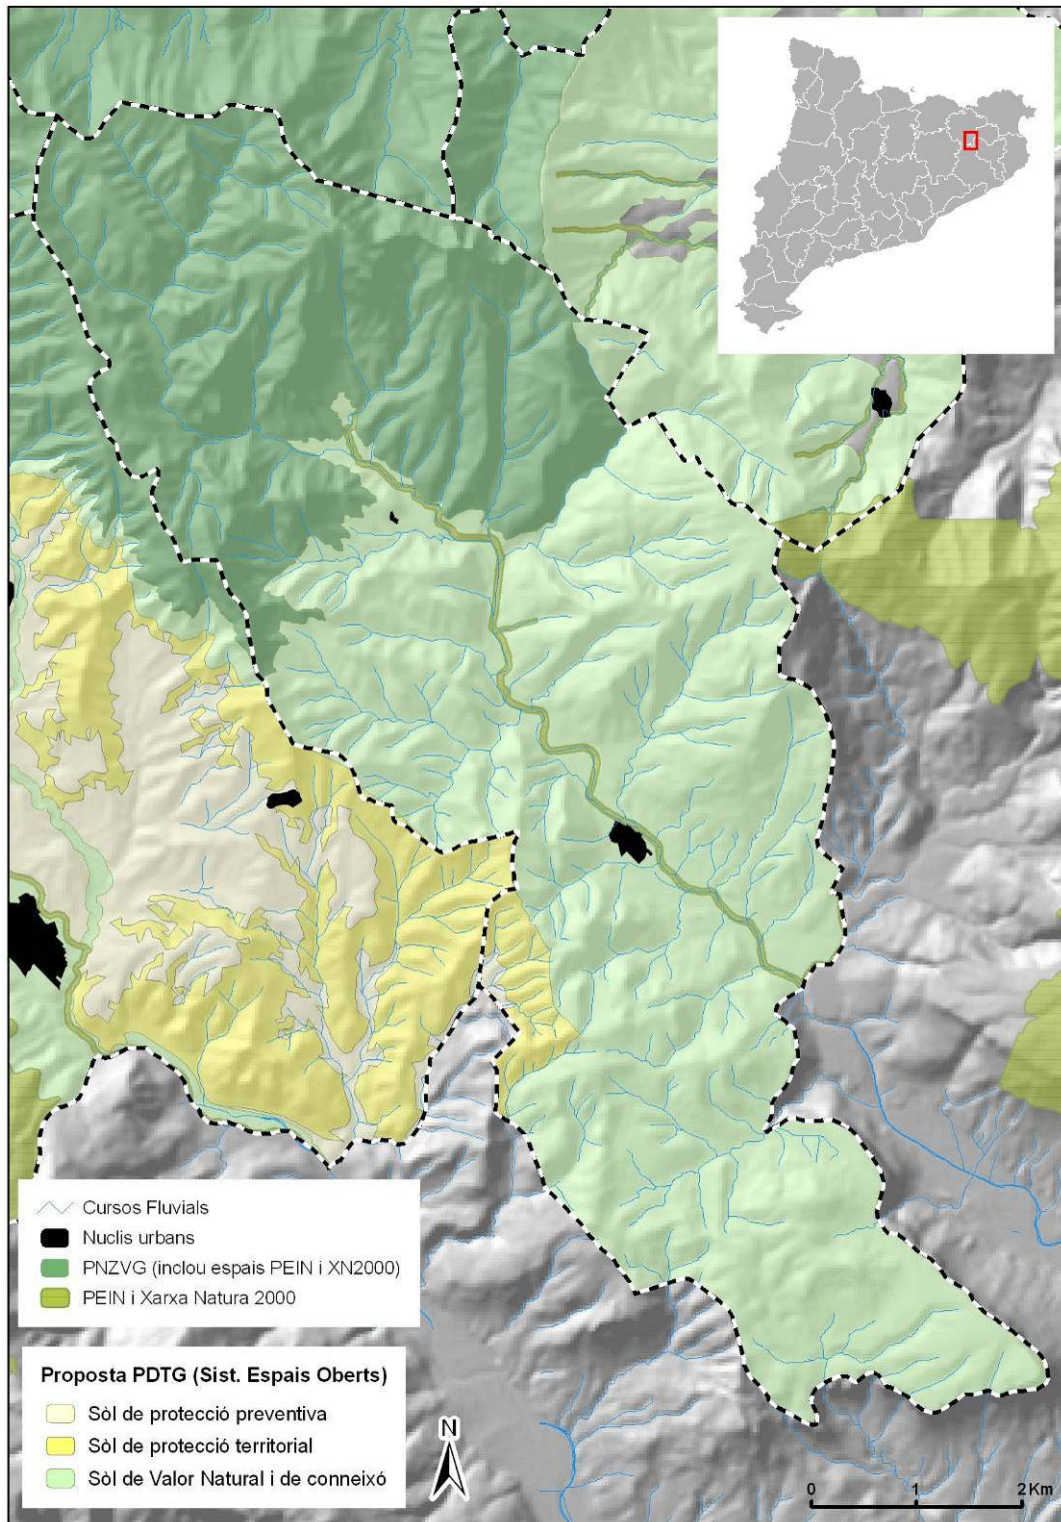 Cursos Fluvials
Nuclis urbans
PNZVG (inclou espais PEIN i XN2000)
PEIN i Xarxa Natura 2000
Proposta PDTG (Sist. Espais Oberts)
Sòl de protecció preventiva
Sòl de protecció territorial
Sòl de Valor Natural i de conneixó
N
0 1 2 Km